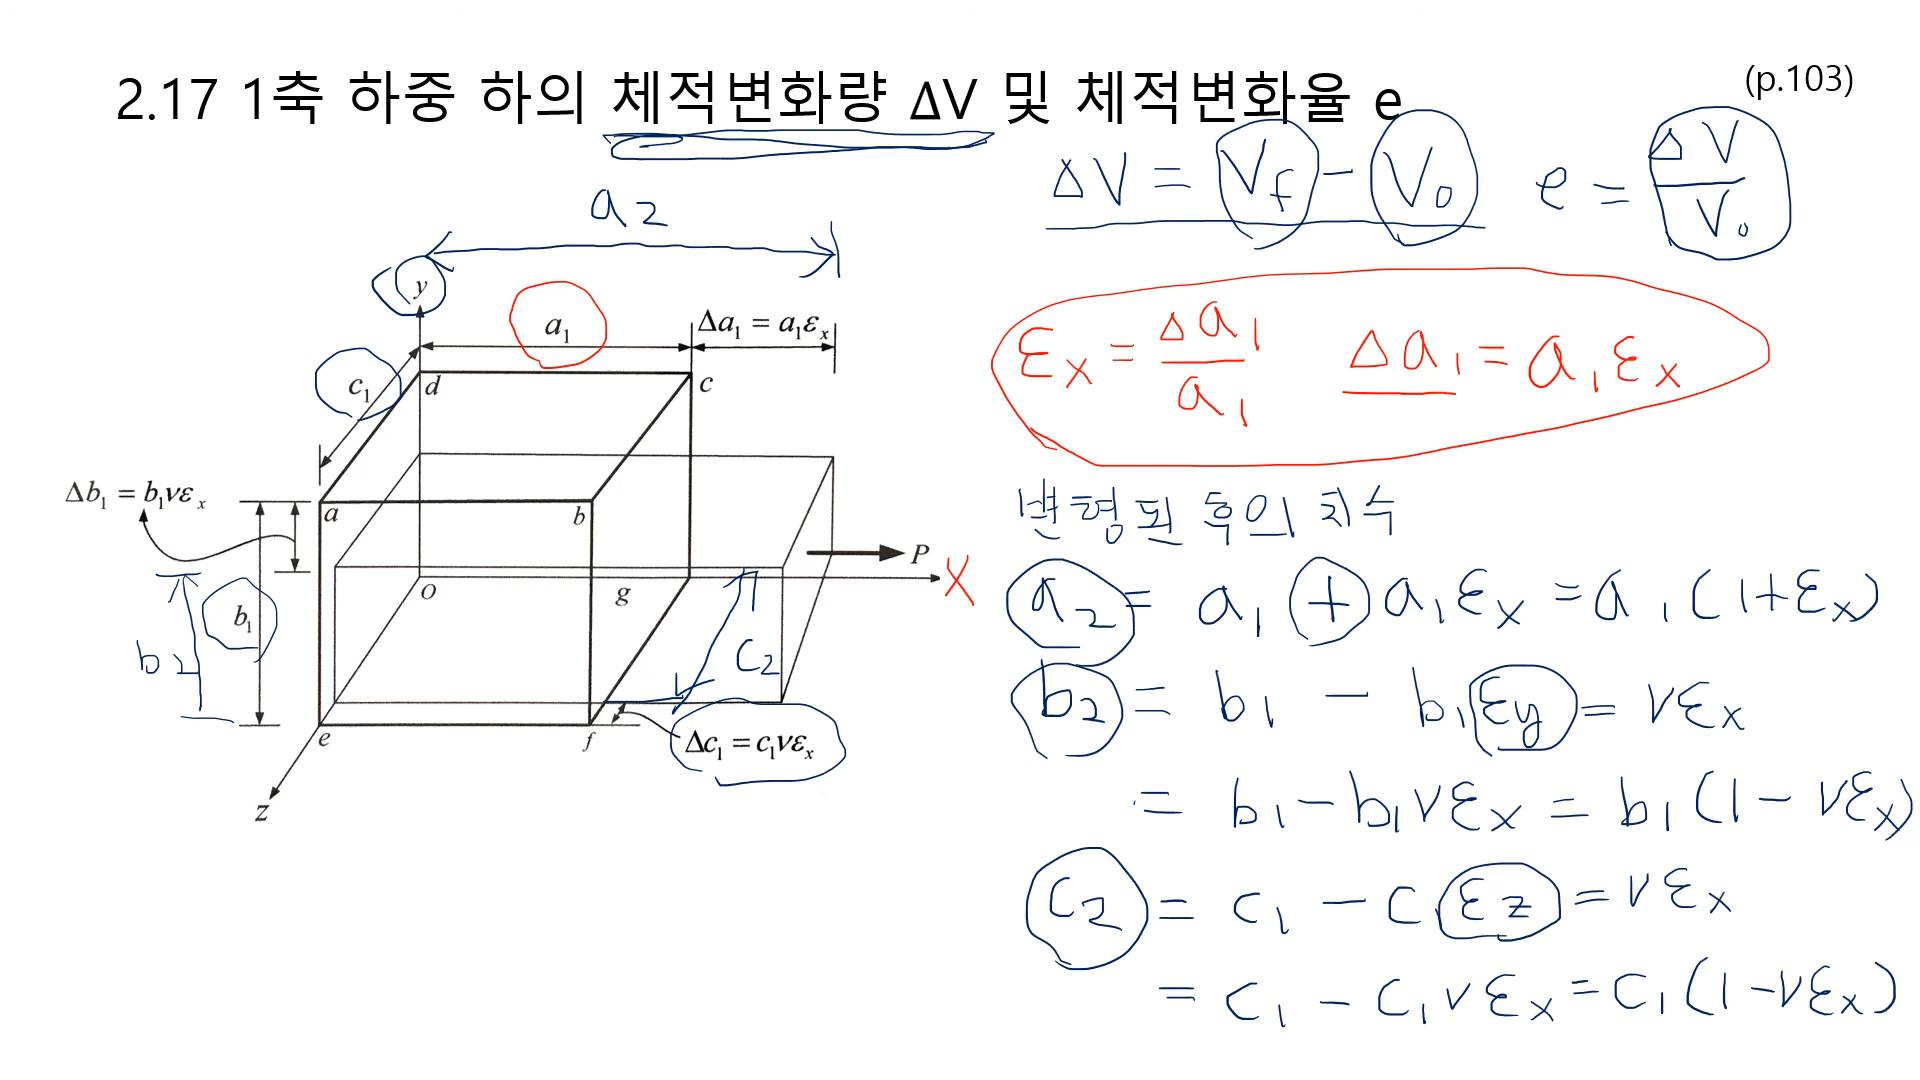 2.17 1축 하중 하의 체적변화량 ΔV 및 체적변화율 e
(p.103)
ΔV = Vf - V₀
e = ΔV/V₀
a₂
y
a₁
Δa₁ = a₁εₓ
εₓ = Δa₁/a₁
Δa₁ = a₁εₓ
c₁
d
c
Δb₁ = b₁νεₓ
a
b
변형된 후의 치수
P
X
o
g
b₁
b₂
c₂
a₂ = a₁ + a₁εₓ = a₁(1+εₓ)
b₂ = b₁ - b₁εy = νεₓ
e
f
Δc₁ = c₁νεₓ
z
= b₁ - b₁νεₓ = b₁(1 - νεₓ)
c₂ = c₁ - c₁εz = νεₓ
= c₁ - c₁νεₓ = c₁(1 - νεₓ)